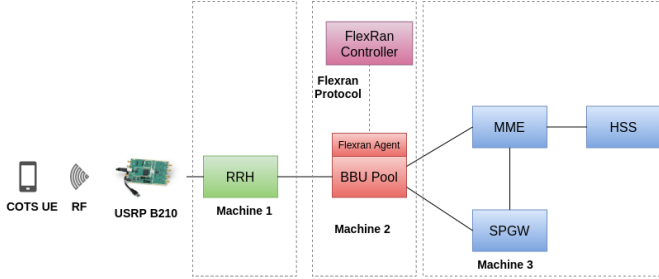 FlexRan
Controller
Flexran
Protocol
Flexran Agent
BBU Pool
Machine 2
COTS UE
RF
USRP B210
RRH
Machine 1
MME
HSS
SPGW
Machine 3